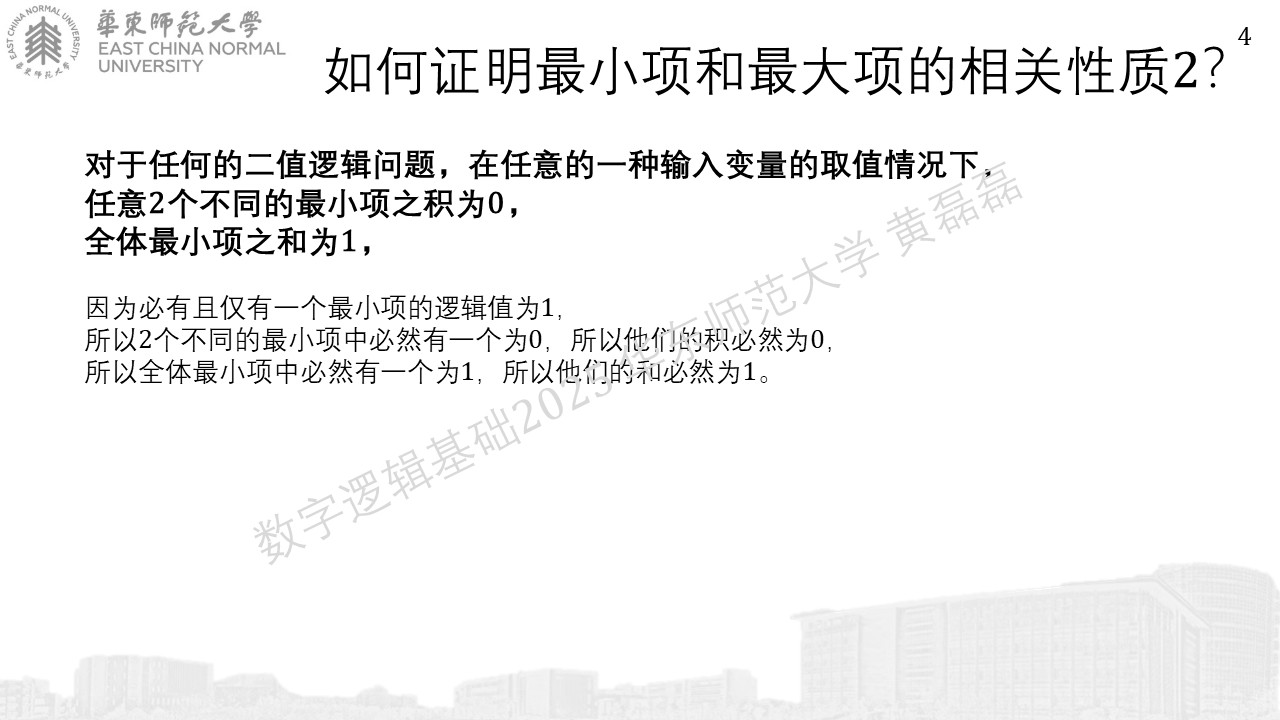 華東師範大學
EAST CHINA NORMAL
UNIVERSITY
EAST CHINA NORMAL UNIVERSITY
華東師範大學
4
如何证明最小项和最大项的相关性质2？
对于任何的二值逻辑问题，在任意的一种输入变量的取值情况下，
任意2个不同的最小项之积为0，
全体最小项之和为1，
因为必有且仅有一个最小项的逻辑值为1，
所以2个不同的最小项中必然有一个为0，所以他们的积必然为0，
所以全体最小项中必然有一个为1，所以他们的和必然为1。
数字逻辑基础2025 华东师范大学 黄磊磊